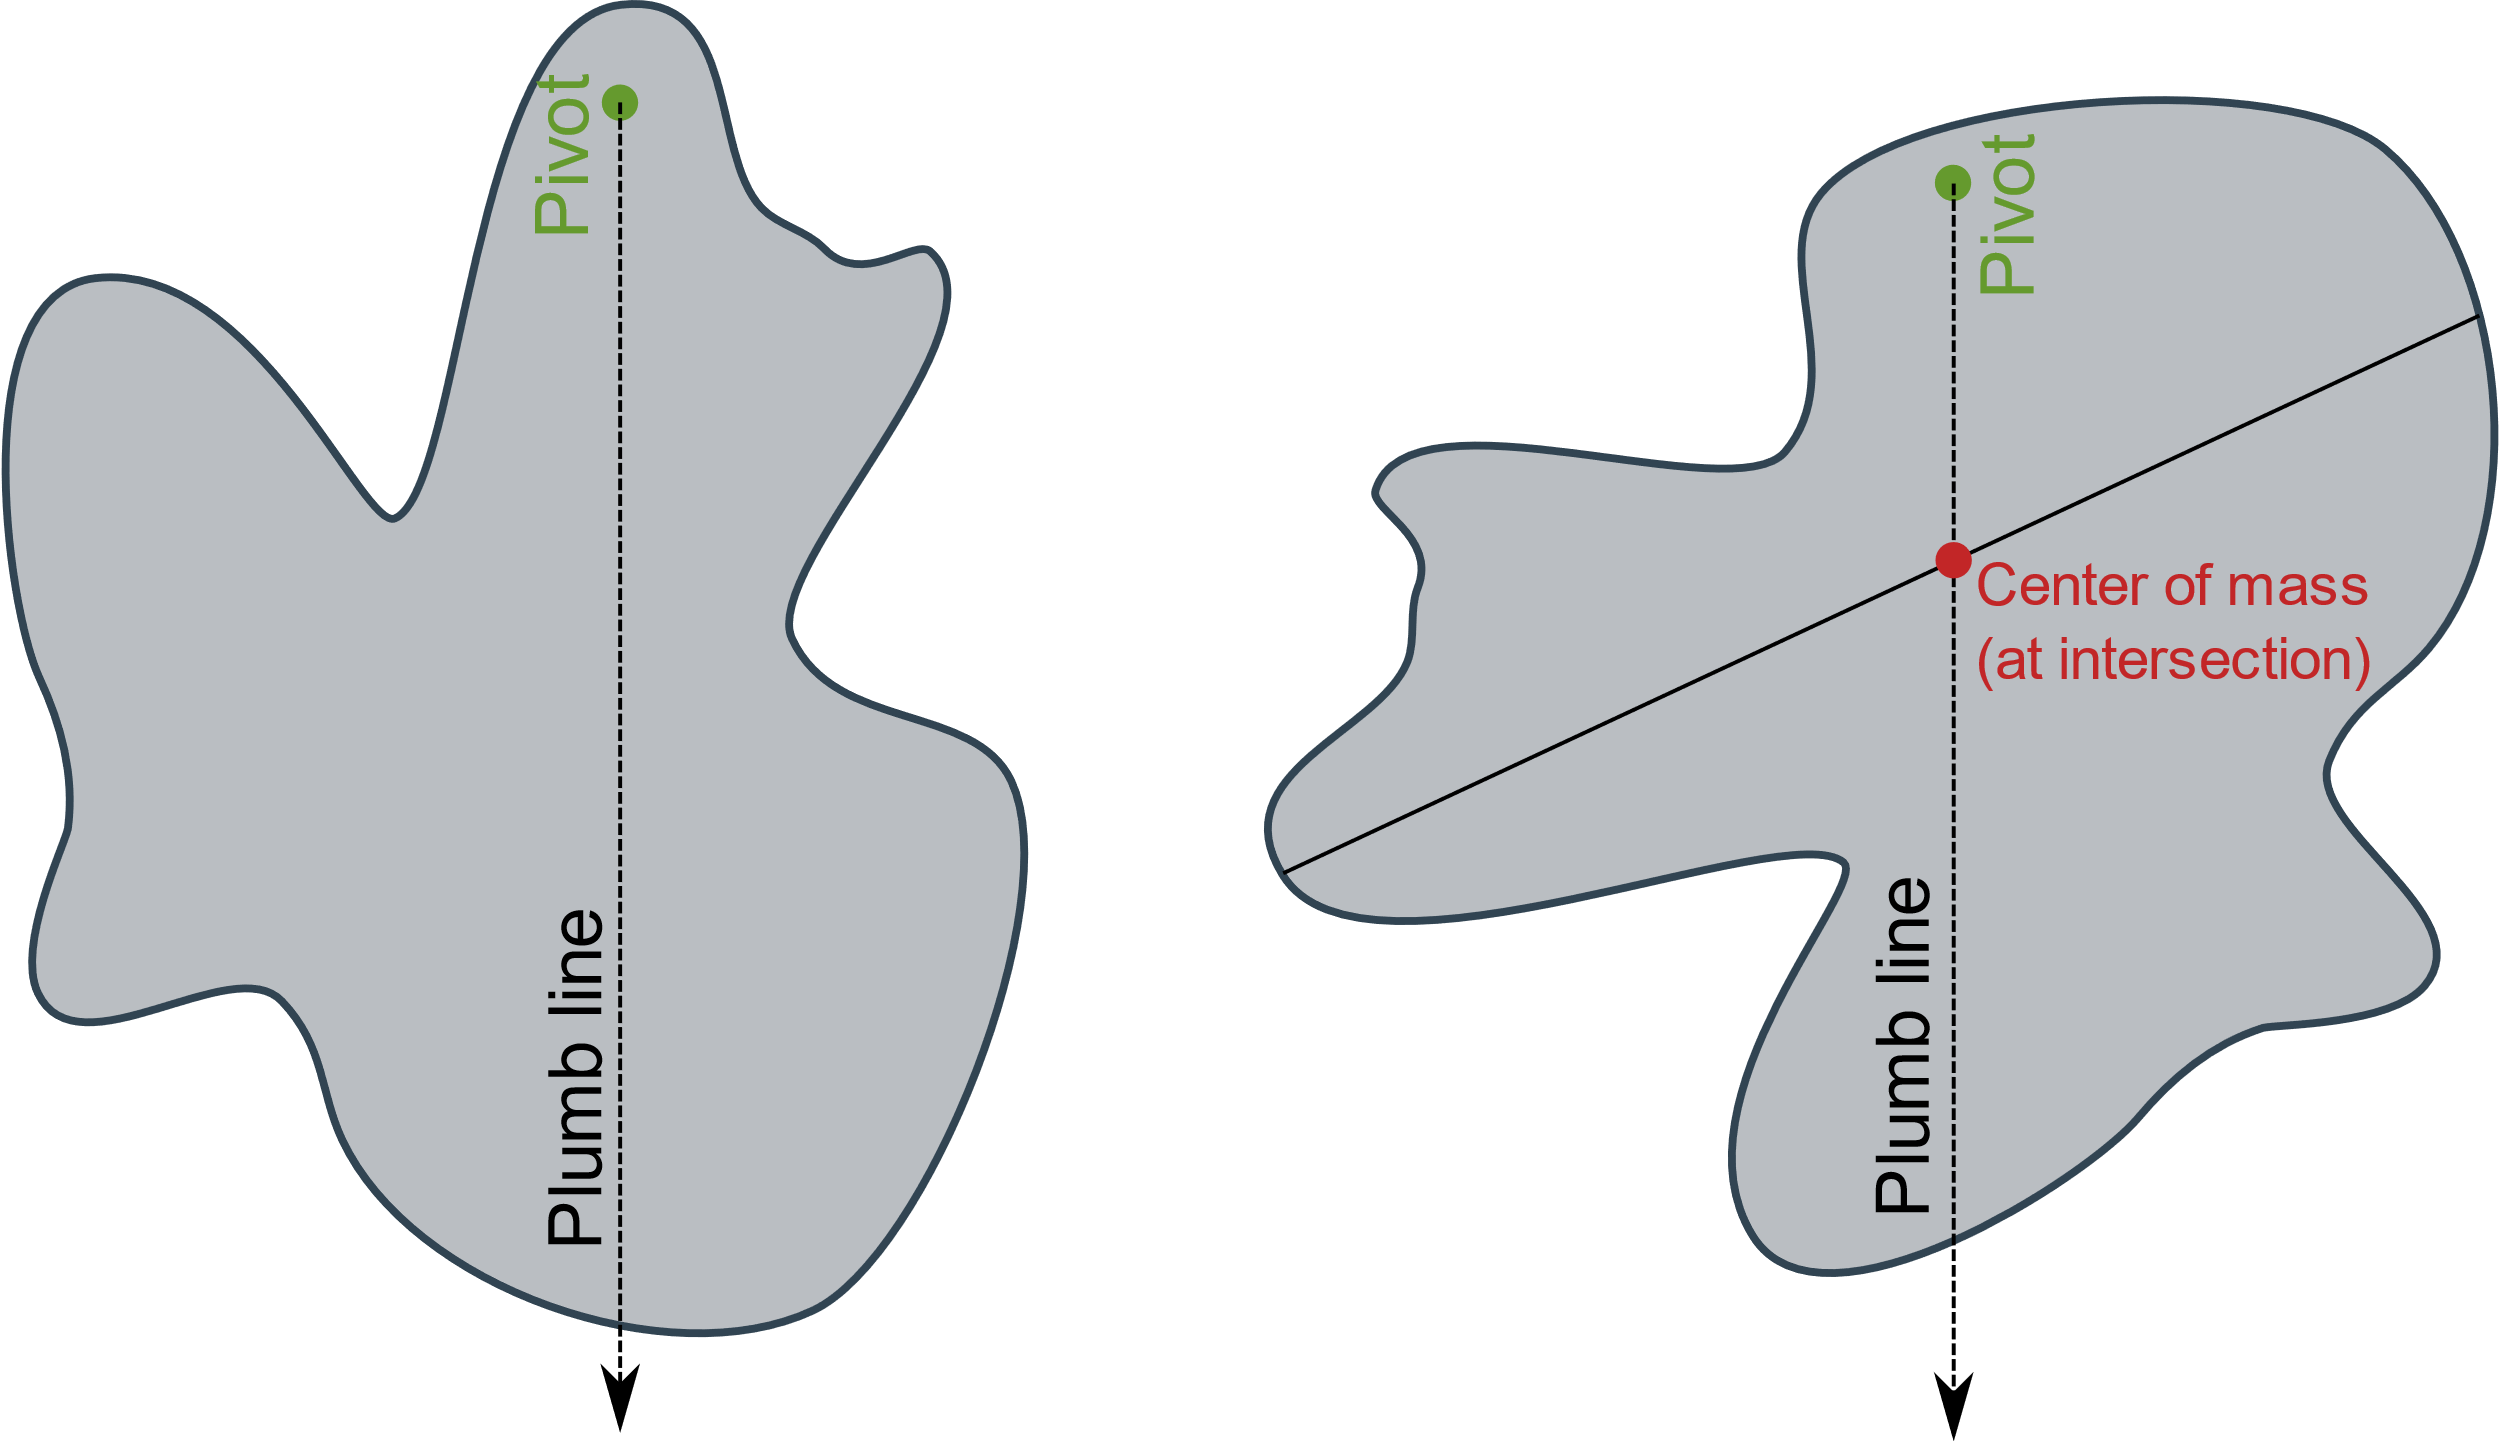 Pivot
Plumb line
Pivot
Center of mass
(at intersection)
Plumb line